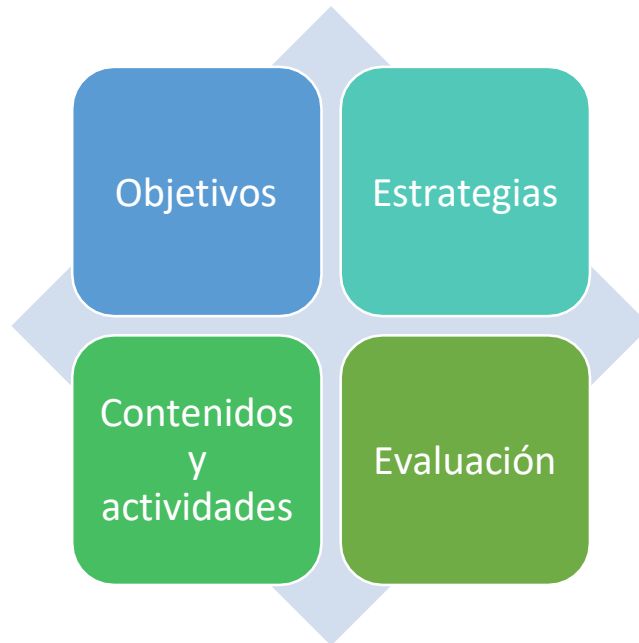 Objetivos
Estrategias
Contenidos
y
actividades
Evaluación